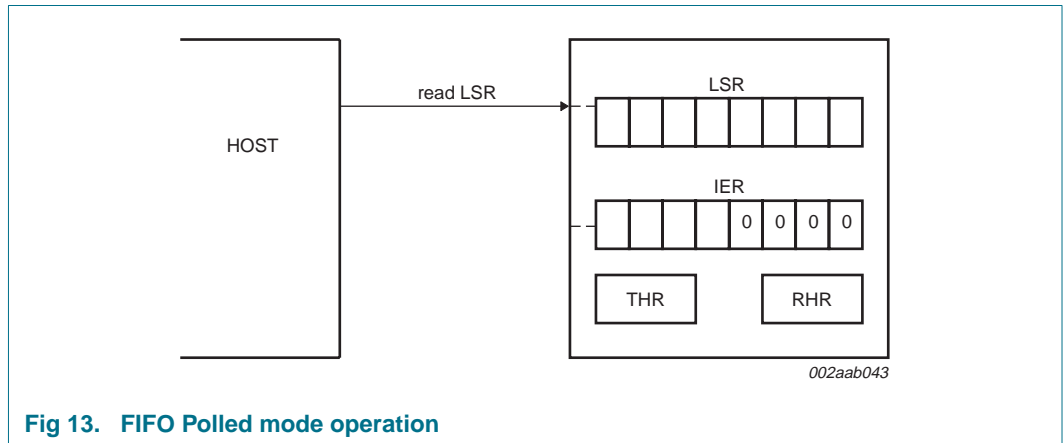 read LSR
LSR
HOST
IER
0 0 0 0
THR RHR
002aab043
Fig 13. FIFO Polled mode operation